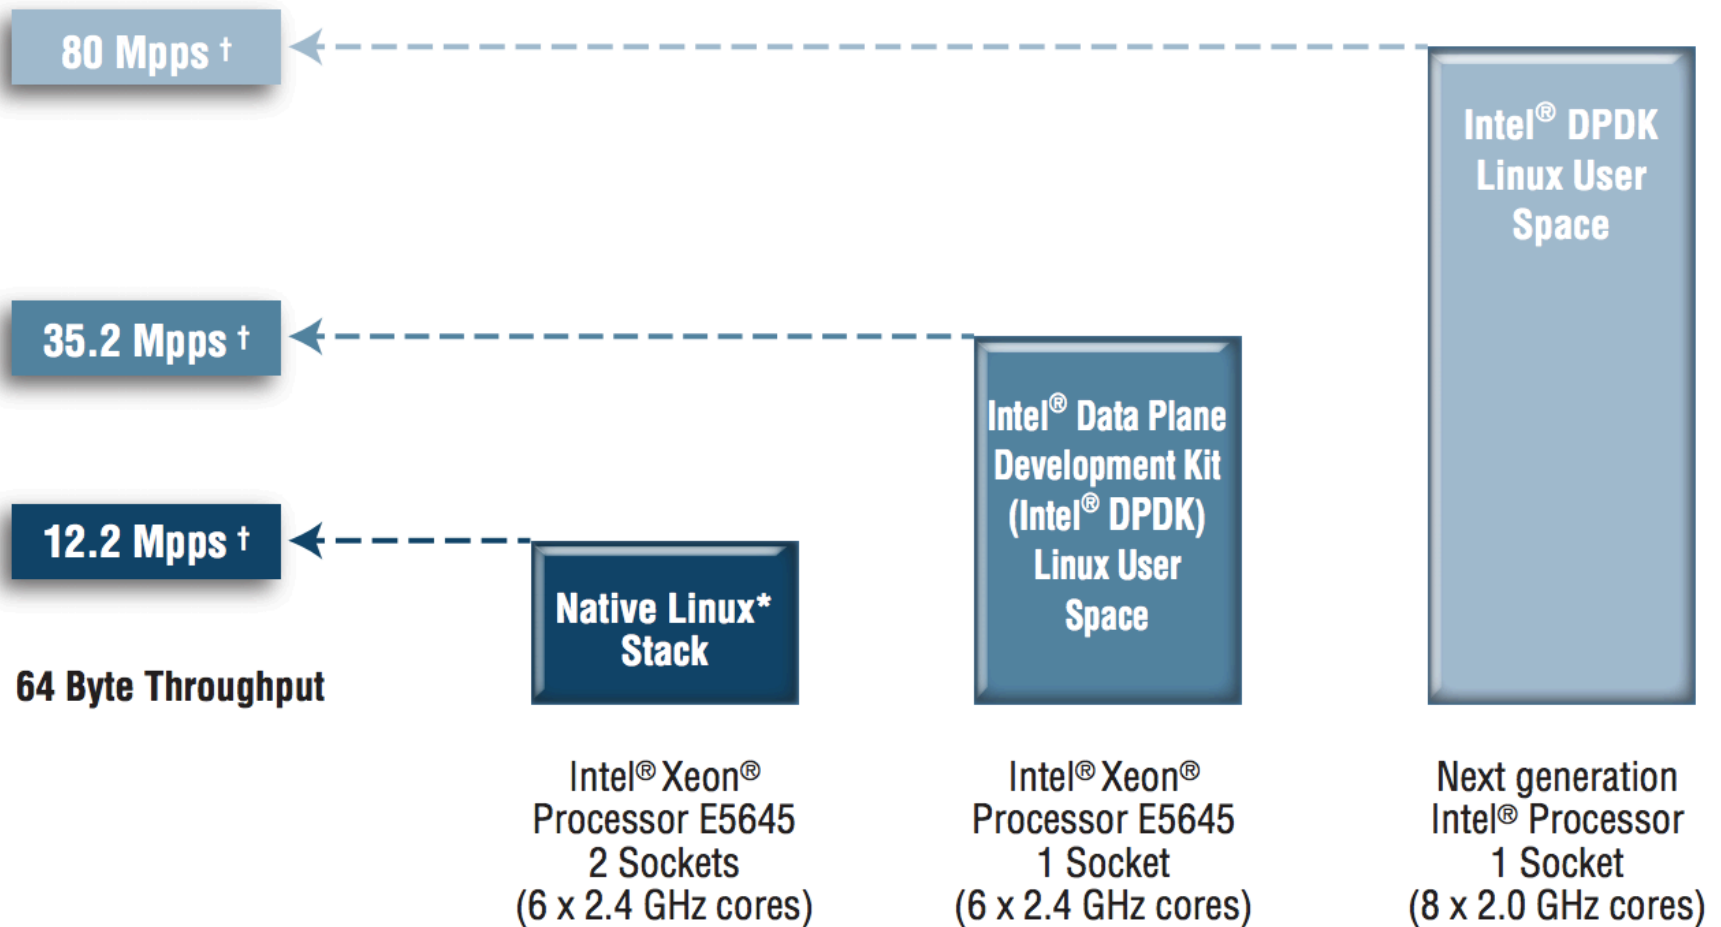 80 Mpps †
Intel® DPDK
Linux User
Space
35.2 Mpps †
Intel® Data Plane
Development Kit
(Intel® DPDK)
Linux User
Space
12.2 Mpps †
Native Linux*
Stack
64 Byte Throughput
Intel® Xeon®
Processor E5645
2 Sockets
(6 x 2.4 GHz cores)
Intel® Xeon®
Processor E5645
1 Socket
(6 x 2.4 GHz cores)
Next generation
Intel® Processor
1 Socket
(8 x 2.0 GHz cores)